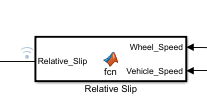 Wheel_Speed
Relative_Slip
fcn
Vehicle_Speed
Relative Slip